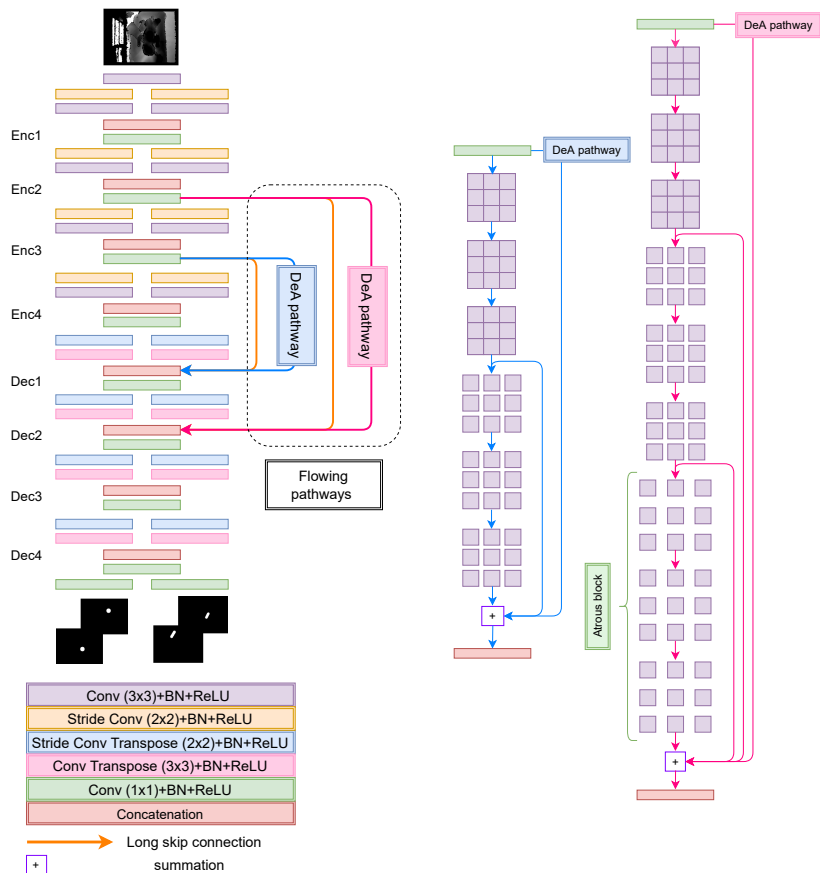 Enc1
Enc2
Enc3
Enc4
Dec1
Dec2
Dec3
Dec4
DeA pathway
DeA pathway
Flowing
pathways
DeA pathway
DeA pathway
Atrous block
+
+
Conv (3x3)+BN+ReLU
Stride Conv (2x2)+BN+ReLU
Stride Conv Transpose (2x2)+BN+ReLU
Conv Transpose (3x3)+BN+ReLU
Conv (1x1)+BN+ReLU
Concatenation
Long skip connection
+ summation